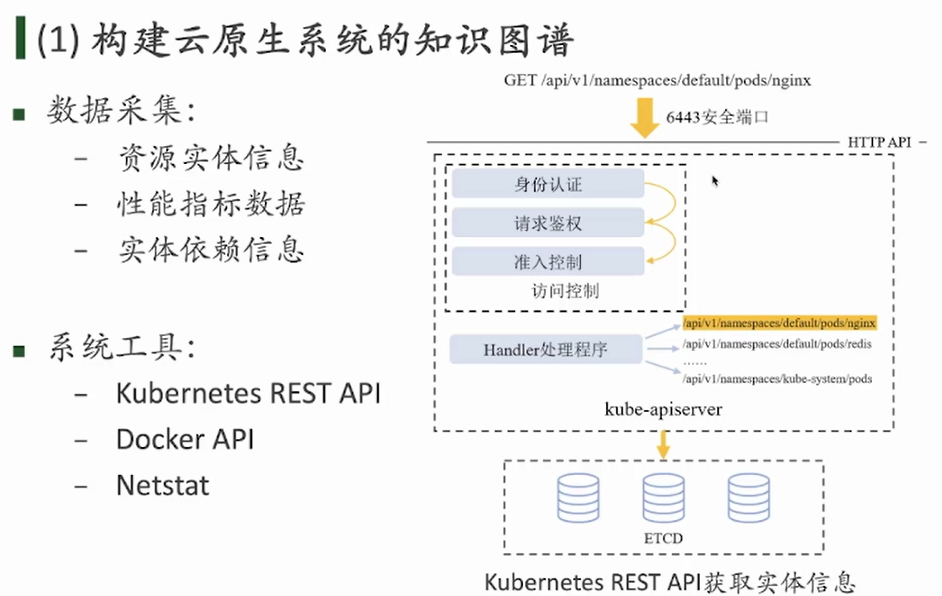 (1) 构建云原生系统的知识图谱
数据采集：
– 资源实体信息
– 性能指标数据
– 实体依赖信息
系统工具：
– Kubernetes REST API
– Docker API
– Netstat
GET /api/v1/namespaces/default/pods/nginx
6443安全端口
HTTP API
身份认证
请求鉴权
准入控制
访问控制
Handler处理程序
/api/v1/namespaces/default/pods/nginx
/api/v1/namespaces/default/pods/redis
......
/api/v1/namespaces/kube-system/pods
kube-apiserver
ETCD
Kubernetes REST API获取实体信息